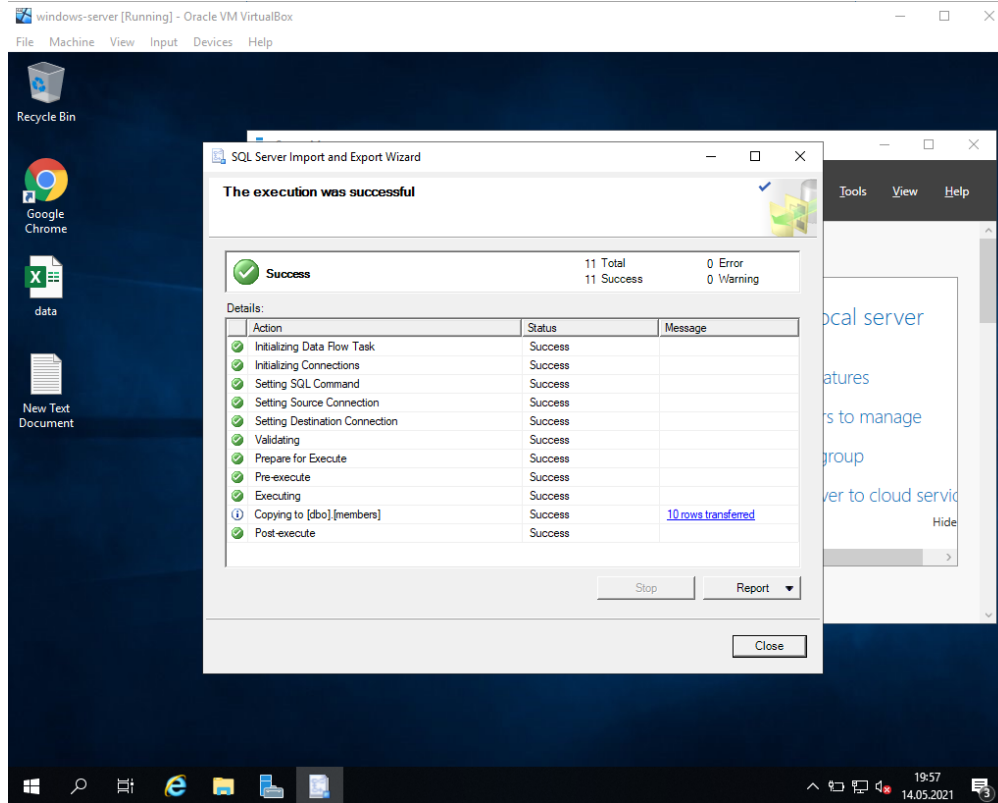 windows-server [Running] - Oracle VM VirtualBox
File Machine View Input Devices Help
Recycle Bin
Google
Chrome
data
New Text
Document
SQL Server Import and Export Wizard
The execution was successful
Success
11 Total 0 Error
11 Success 0 Warning
Details:
Action Status Message
Initializing Data Flow Task Success
Initializing Connections Success
Setting SQL Command Success
Setting Source Connection Success
Setting Destination Connection Success
Validating Success
Prepare for Execute Success
Pre-execute Success
Executing Success
Copying to [dbo].[members] Success 10 rows transferred
Post-execute Success
Stop Report
Close
Tools View Help
ocal server
atures
rs to manage
group
ver to cloud servic
Hide
19:57
14.05.2021
3